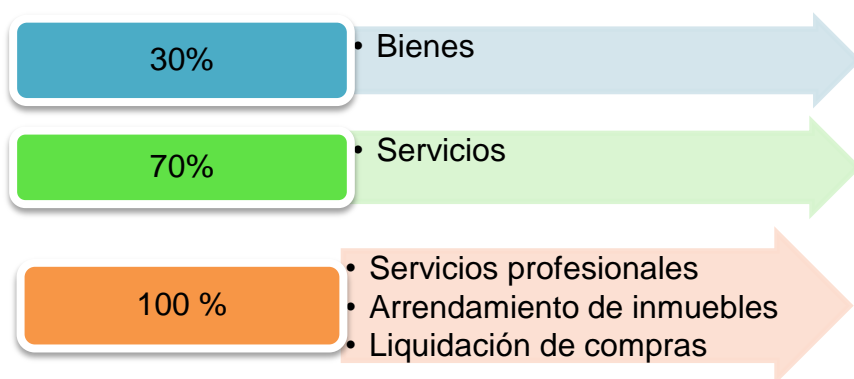 30%
• Bienes
70%
• Servicios
100 %
• Servicios profesionales
• Arrendamiento de inmuebles
• Liquidación de compras